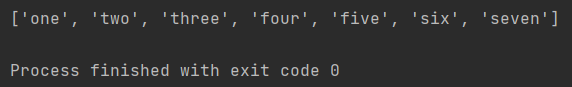 ['one', 'two', 'three', 'four', 'five', 'six', 'seven']
Process finished with exit code 0